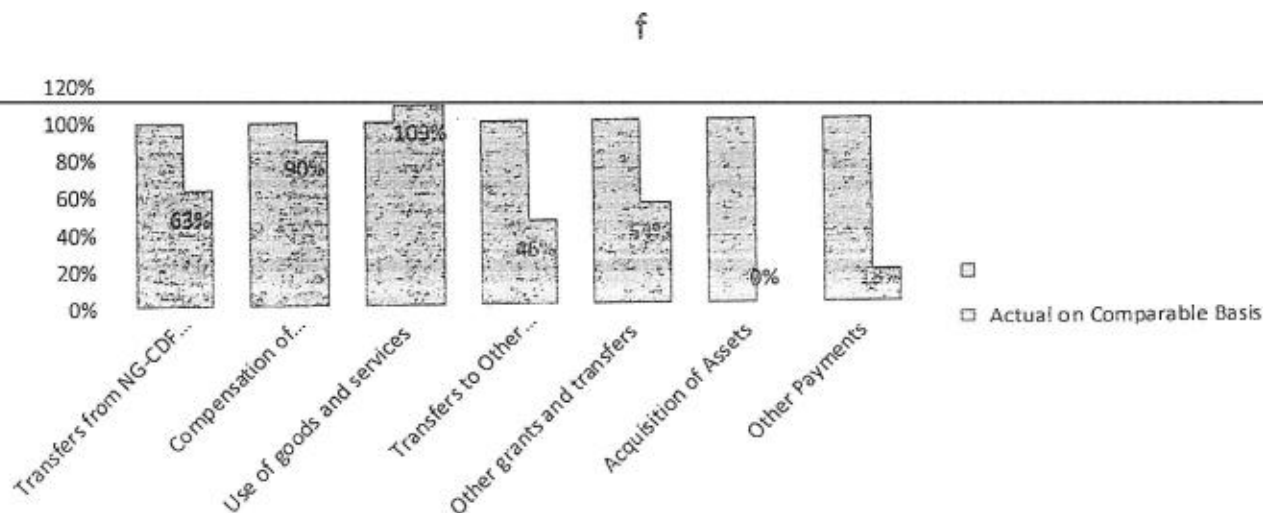 f
120%
100%
80%
60%
40%
20%
0%
63%
90%
109%
46%
0%
Actual on Comparable Basis
Transfers from NG-CDF...
Compensation of...
Use of goods and services
Transfers to Other...
Other grants and transfers
Acquisition of Assets
Other Payments